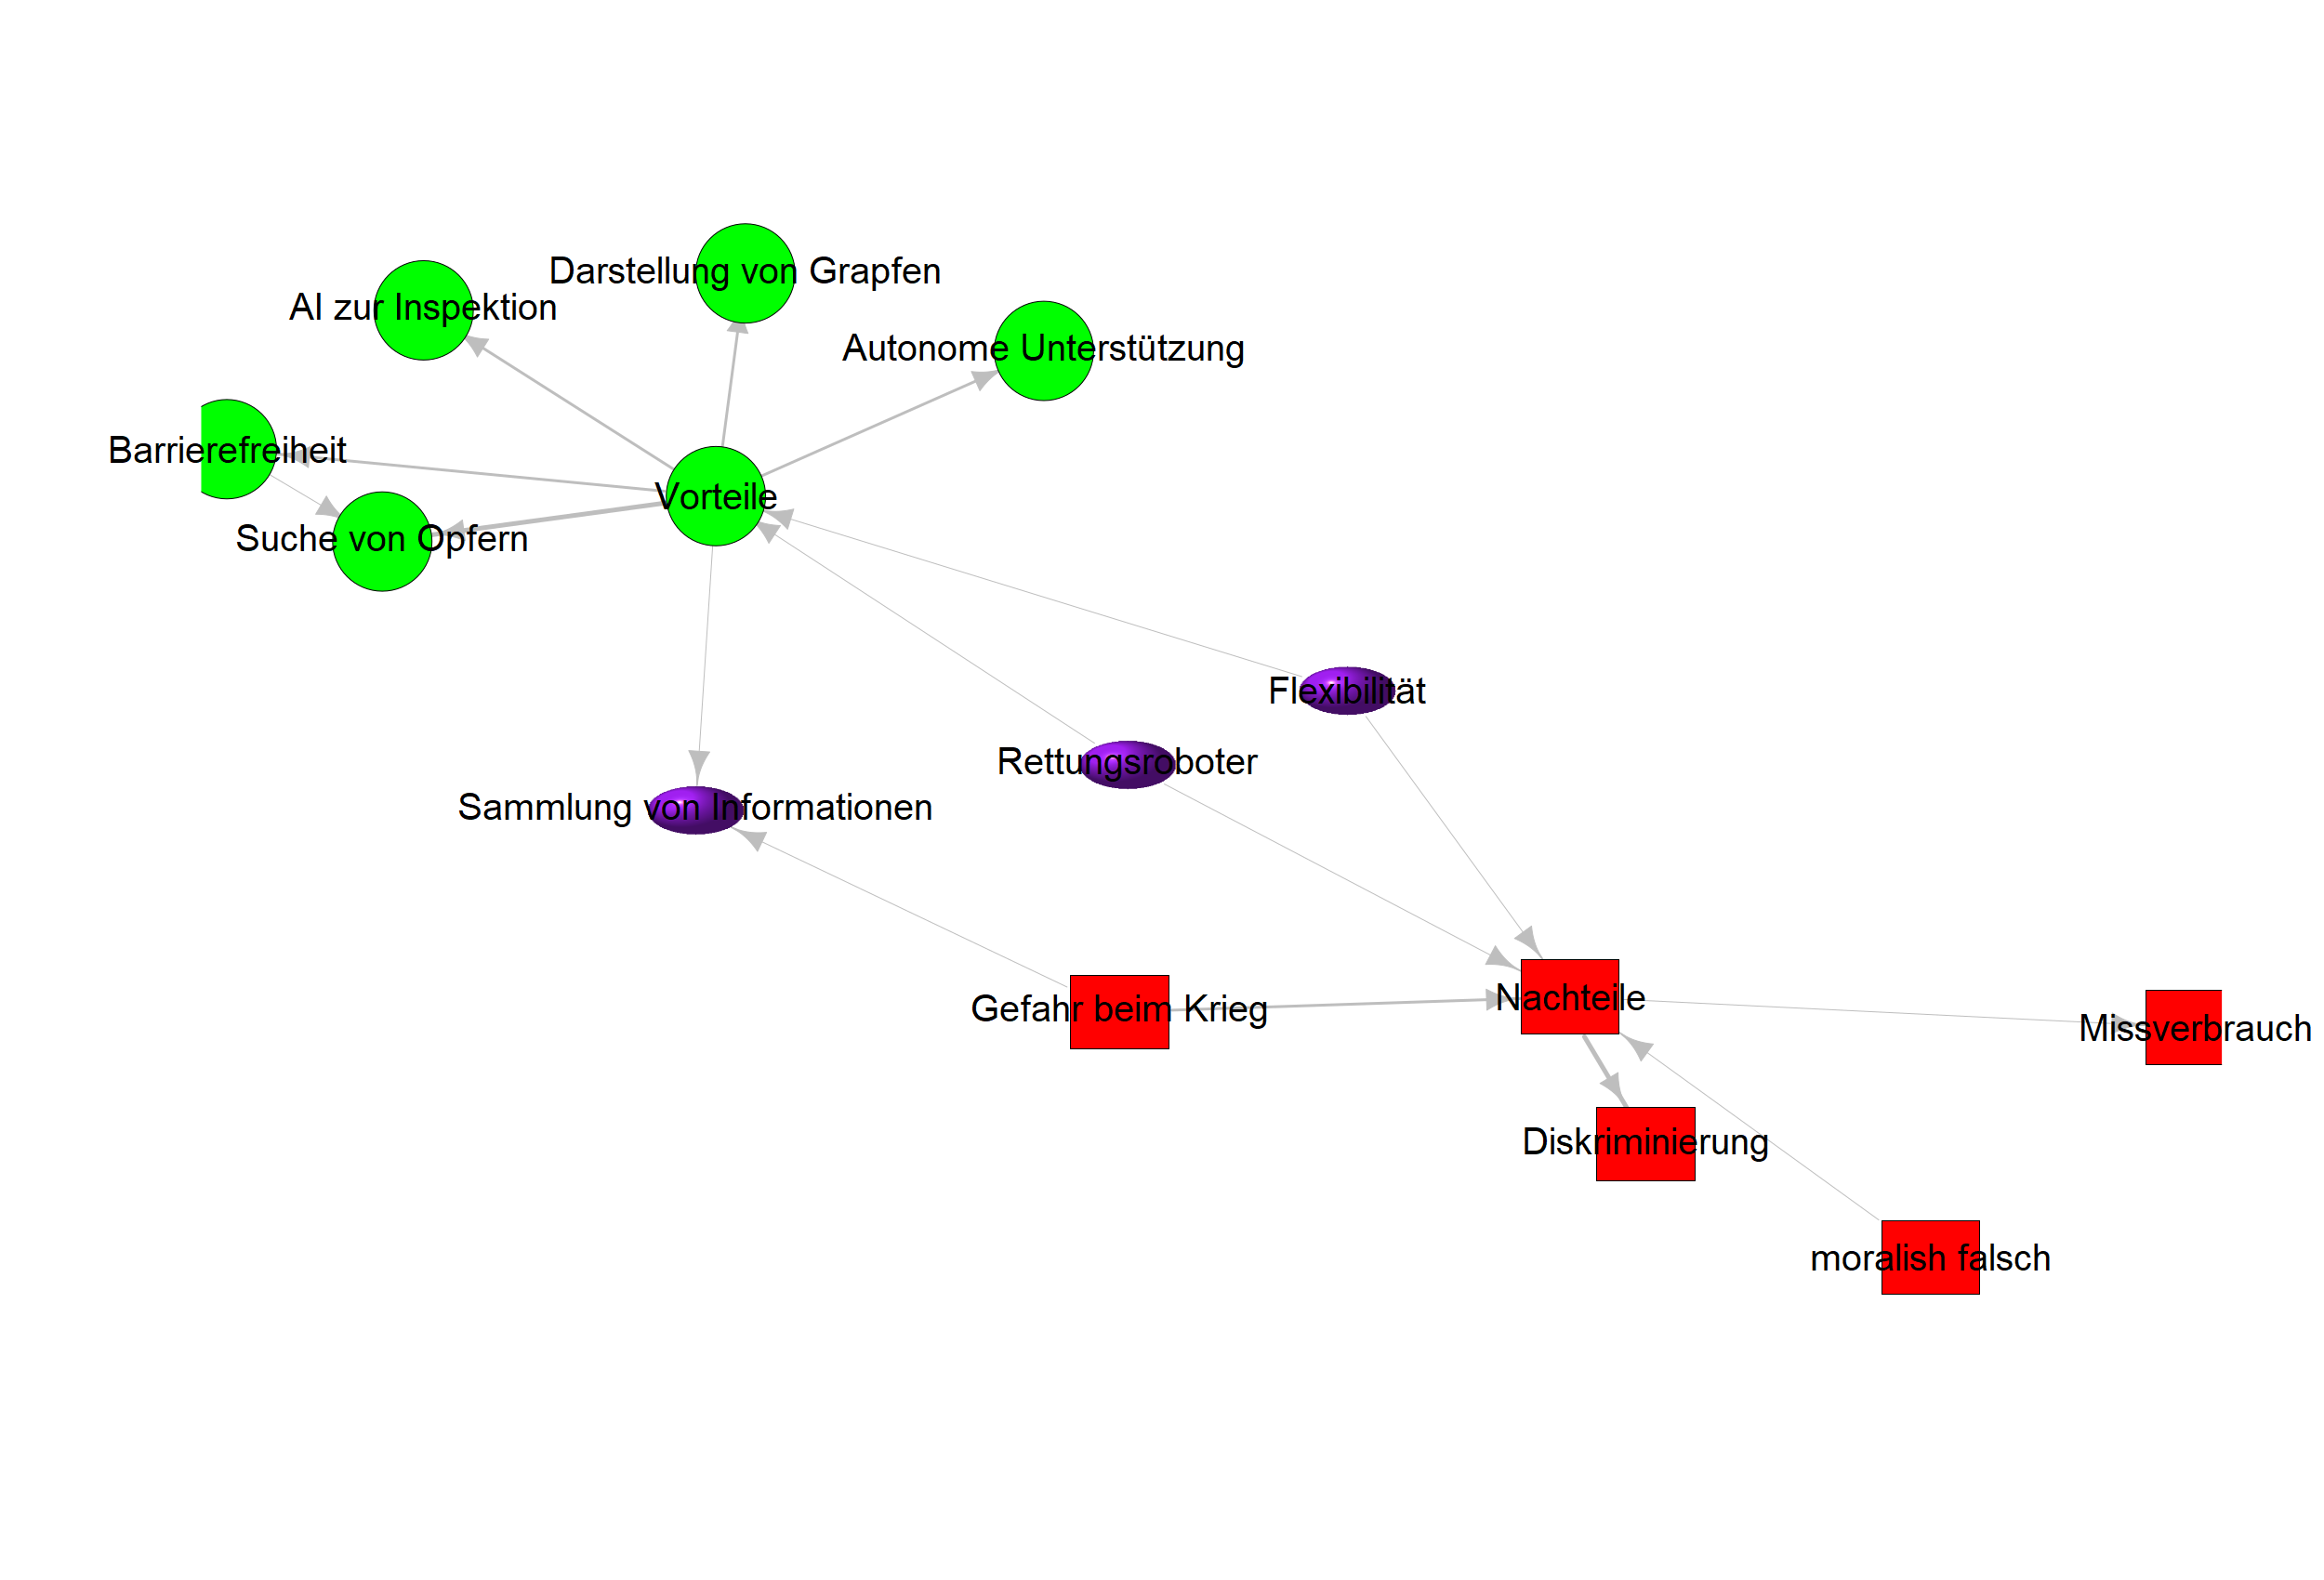 Darstellung von Grapfen
AI zur Inspektion
Autonome Unterstützung
Barrierefreiheit
Vorteile
Suche von Opfern
Flexibilität
Rettungsroboter
Sammlung von Informationen
Nachteile
Gefahr beim Krieg
Missverbrauch
Diskriminierung
moralish falsch